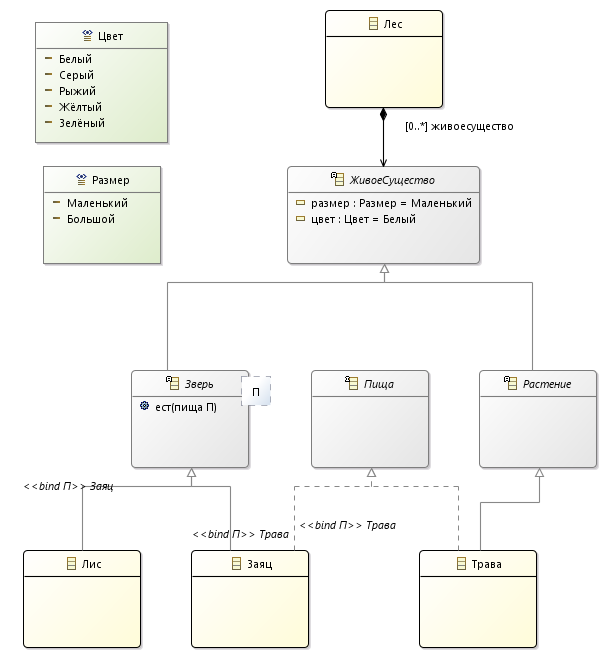 Лес
Цвет
Белый
Серый
Рыжий
Жёлтый
Зелёный
[0..*] живоесущество
Размер
Маленький
Большой
ЖивоеСущество
размер : Размер = Маленький
цвет : Цвет = Белый
Зверь
П
ест(пища П)
Пища
Растение
<<bind П>> Заяц
<<bind П>> Трава
<<bind П>> Трава
Лис
Заяц
Трава